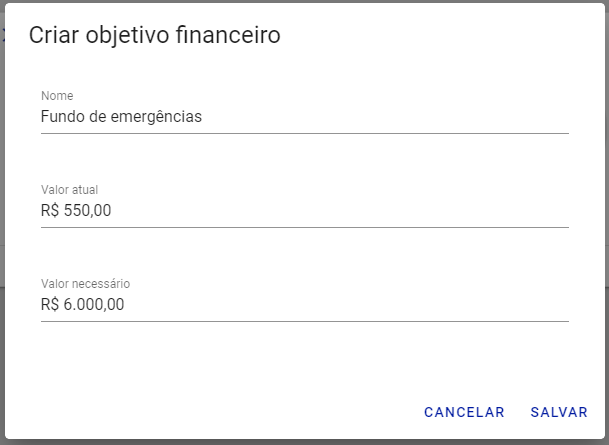 Criar objetivo financeiro
Nome
Fundo de emergências
Valor atual
R$ 550,00
Valor necessário
R$ 6.000,00
CANCELAR SALVAR